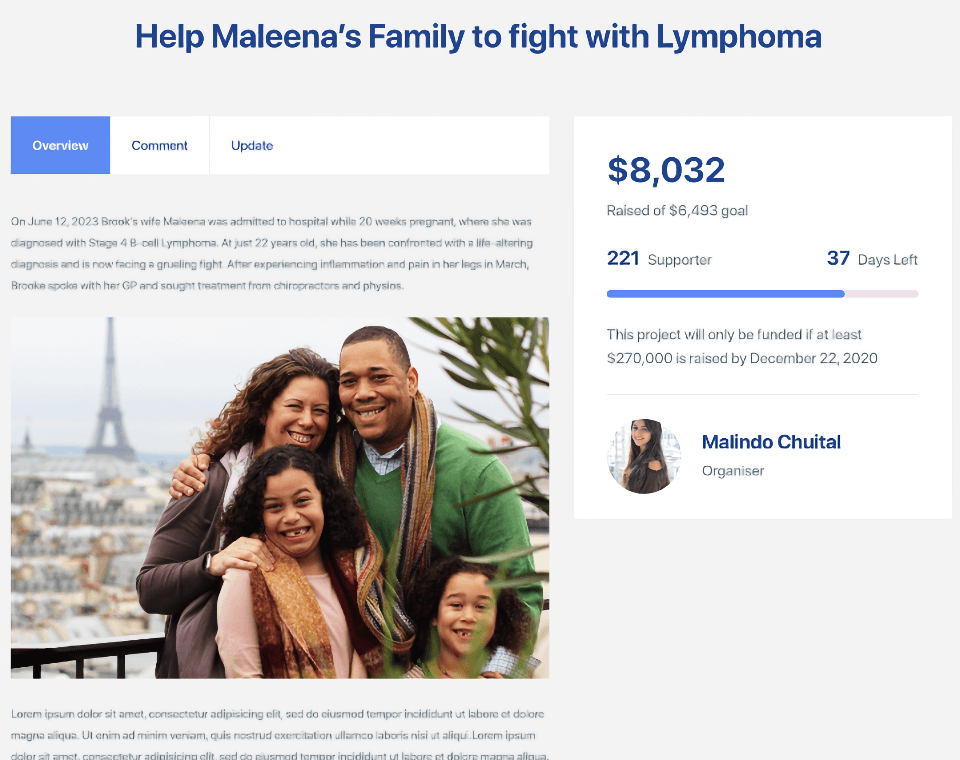 Help Maleena's Family to fight with Lymphoma
Overview
Comment
Update
On June 12, 2023 Brook's wife Maleena was admitted to hospital while 20 weeks pregnant, where she was
diagnosed with Stage 4 B-cell Lymphoma. At just 22 years old, she has been confronted with a life-altering
diagnosis and is now facing a grueling fight. After experiencing inflammation and pain in her legs in March,
Brooke spoke with her GP and sought treatment from chiropractors and physios.
Lorem ipsum dolor sit amet, consectetur adipisicing elit, sed do eiusmod tempor incididunt ut labore et dolore
magna aliqua. Ut enim ad minim veniam, quis nostrud exercitation ullamco laboris nisi ut aliqui.Lorem ipsum
dolor sit amet, consectetur adipisicing elit, sed do eiusmod tempor incididunt ut labore et dolore magna aliqua.
$8,032
Raised of $6,493 goal
221 Supporter
37 Days Left
This project will only be funded if at least
$270,000 is raised by December 22, 2020
Malindo Chuital
Organiser